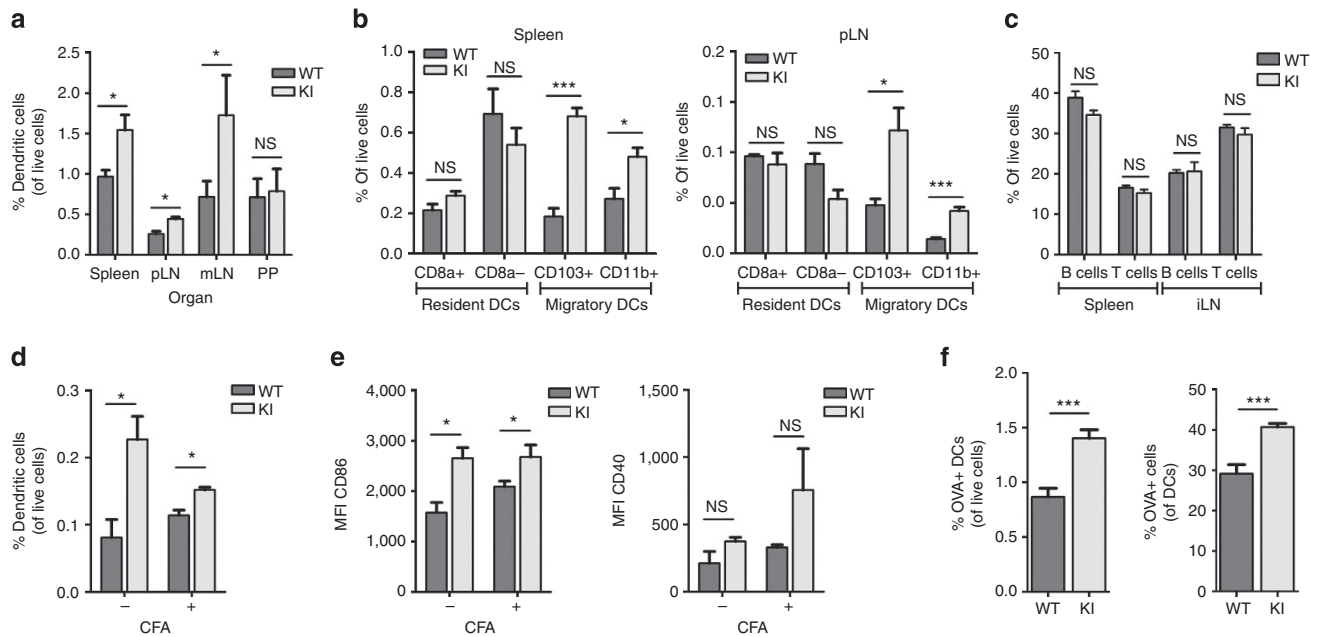 a
2.5
2.0
1.5
1.0
0.5
0.0
% Dendritic cells
(of live cells)
*
*
*
NS
WT
KI
Spleen pLN mLN PP
Organ
b
Spleen
1.0
0.8
0.6
0.4
0.2
0.0
% Of live cells
WT
KI
NS
NS
***
*
CD8a+ CD8a– CD103+ CD11b+
Resident DCs Migratory DCs
pLN
0.2
0.1
0.1
0.0
0.0
% Of live cells
WT
KI
NS
NS
*
***
CD8a+ CD8a– CD103+ CD11b+
Resident DCs Migratory DCs
c
50
40
30
20
10
0
% Of live cells
NS
NS
NS
NS
WT
KI
B cells T cells B cells T cells
Spleen iLN
d
0.3
0.2
0.1
0.0
% Dendritic cells
(of live cells)
*
*
WT
KI
– +
CFA
e
4,000
3,000
2,000
1,000
0
MFI CD86
*
*
WT
KI
– +
CFA
1,500
1,000
500
0
MFI CD40
NS
NS
WT
KI
– +
CFA
f
2.0
1.5
1.0
0.5
0.0
% OVA+ DCs
(of live cells)
***
WT KI
50
40
30
20
10
0
% OVA+ cells
(of DCs)
***
WT KI